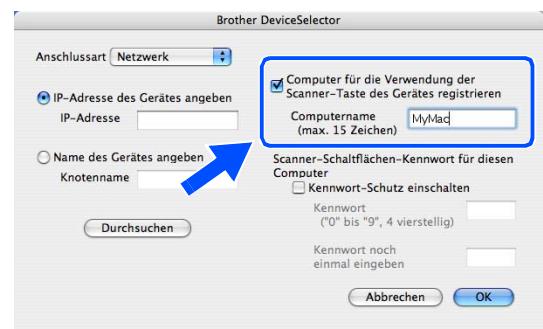 Brother DeviceSelector
Anschlussart Netzwerk
IP-Adresse des Gerätes angeben
IP-Adresse
Name des Gerätes angeben
Knotenname
Durchsuchen
Computer für die Verwendung der
Scanner-Taste des Gerätes registrieren
Computername MyMac
(max. 15 Zeichen)
Scanner-Schaltflächen-Kennwort für diesen
Computer
Kennwort-Schutz einschalten
Kennwort
("0" bis "9", 4 vierstellig)
Kennwort noch
einmal eingeben
Abbrechen OK